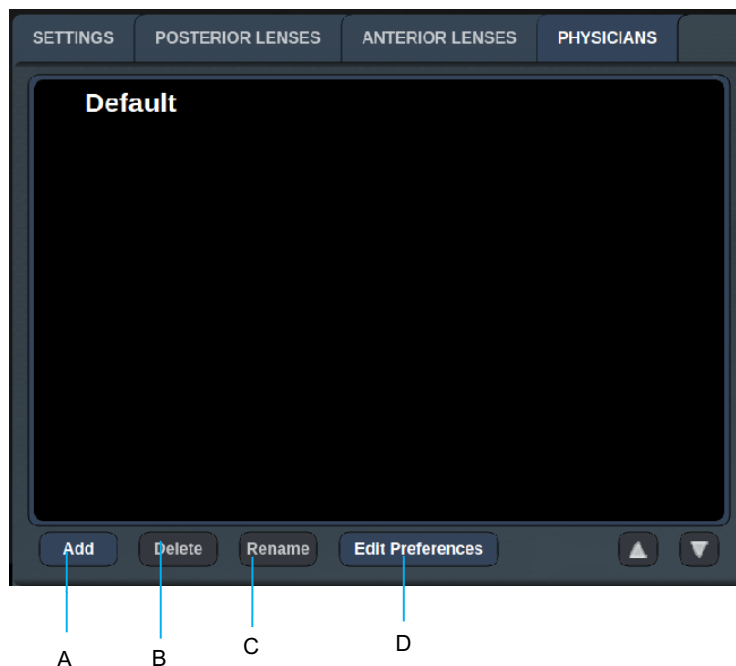 SETTINGS POSTERIOR LENSES ANTERIOR LENSES PHYSICIANS
Default
Add Delete Rename Edit Preferences
A B C D